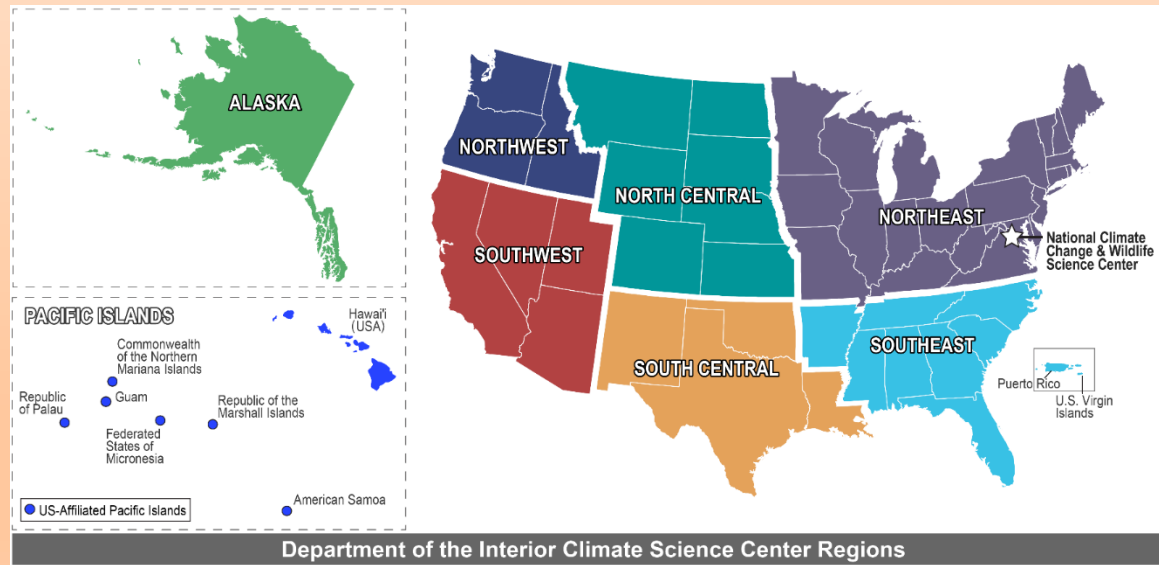 ALASKA
PACIFIC ISLANDS
Hawai'i
(USA)
Commonwealth
of the Northern
Mariana Islands
Republic
of Palau
Guam
Republic of the
Marshall Islands
Federated
States of
Micronesia
American Samoa
US-Affiliated Pacific Islands
NORTHWEST
NORTH CENTRAL
NORTHEAST
National Climate
Change & Wildlife
Science Center
SOUTHWEST
SOUTH CENTRAL
SOUTHEAST
Puerto Rico
U.S. Virgin
Islands
Department of the Interior Climate Science Center Regions